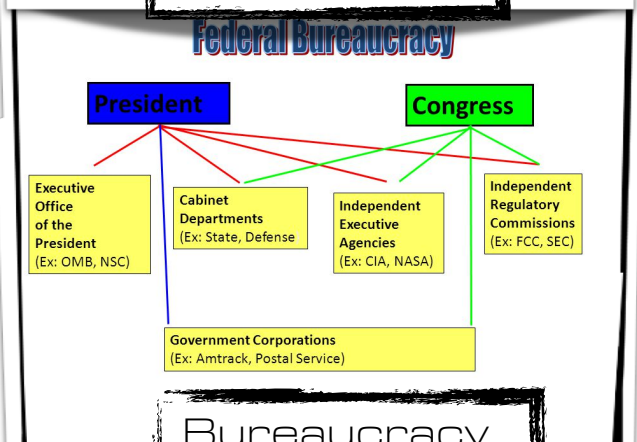 Federal Bureaucracy
President
Congress
Executive
Office
of the
President
(Ex: OMB, NSC)
Cabinet
Departments
(Ex: State, Defense
Independent
Executive
Agencies
(Ex: CIA, NASA)
Independent
Regulatory
Commissions
(Ex: FCC, SEC)
Government Corporations
(Ex: Amtrack, Postal Service)
Bureaucracy